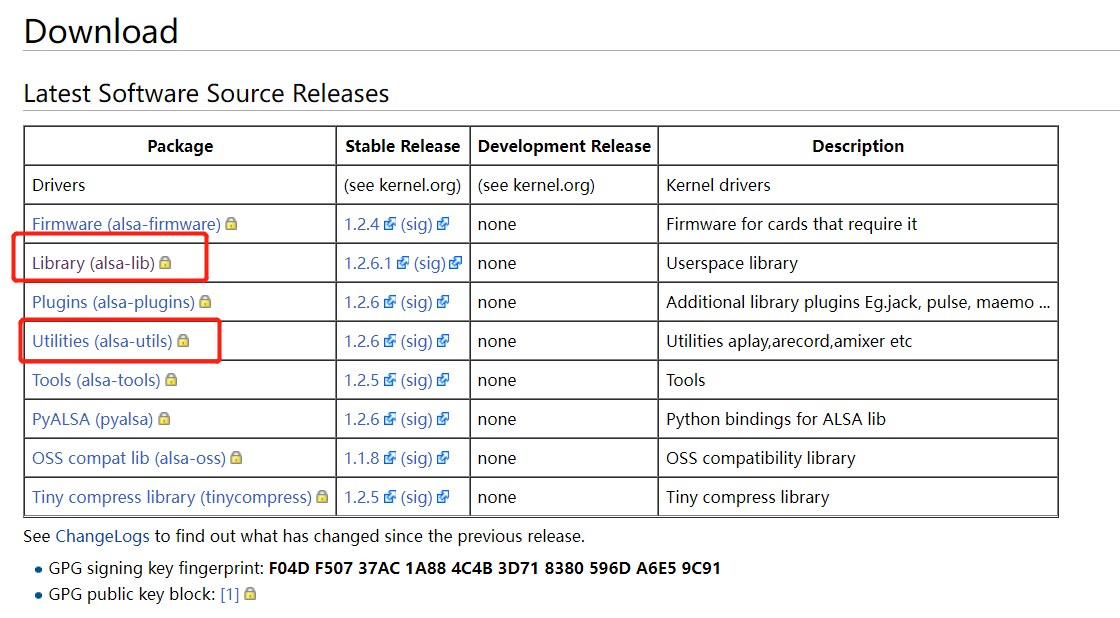 Download
Latest Software Source Releases
Package Stable Release Development Release Description
Drivers (see kernel.org) (see kernel.org) Kernel drivers
Firmware (alsa-firmware) 1.2.4 (sig) none Firmware for cards that require it
Library (alsa-lib) 1.2.6.1 (sig) none Userspace library
Plugins (alsa-plugins) 1.2.6 (sig) none Additional library plugins Eg.jack, pulse, maemo ...
Utilities (alsa-utils) 1.2.6 (sig) none Utilities aplay,arecord,amixer etc
Tools (alsa-tools) 1.2.5 (sig) none Tools
PyALSA (pyalsa) 1.2.6 (sig) none Python bindings for ALSA lib
OSS compat lib (alsa-oss) 1.1.8 (sig) none OSS compatibility library
Tiny compress library (tinycompress) 1.2.5 (sig) none Tiny compress library
See ChangeLogs to find out what has changed since the previous release.
GPG signing key fingerprint: F04D F507 37AC 1A88 4C4B 3D71 8380 596D A6E5 9C91
GPG public key block: [1]